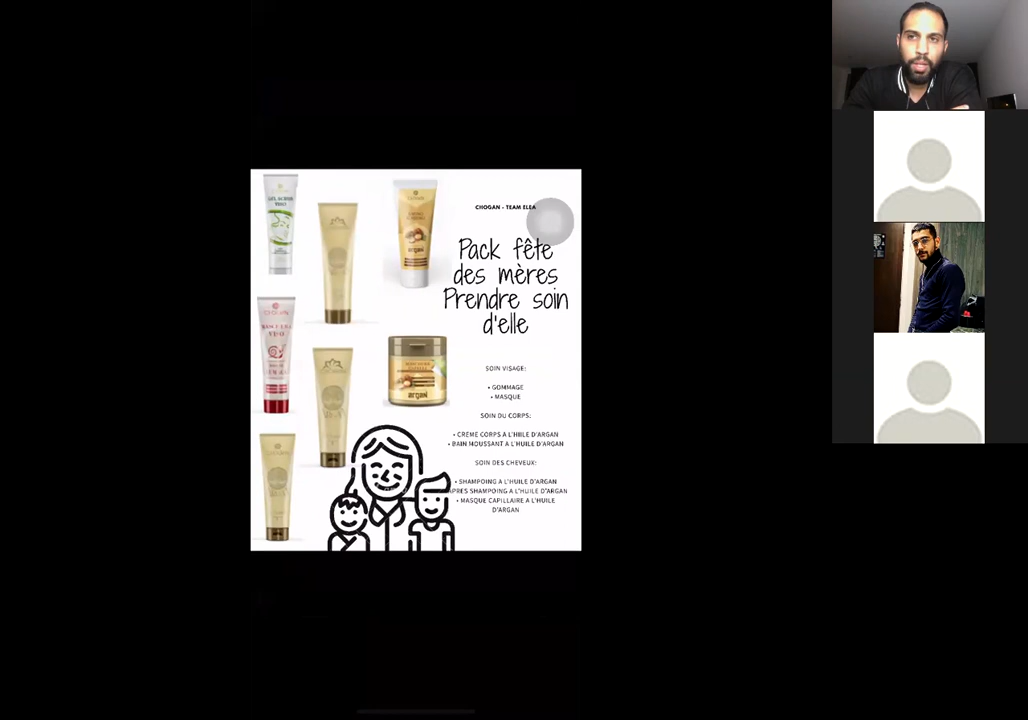 CHOGAN - TEAM ELEA
Pack fête
des mères
Prendre soin
d'elle
SOIN VISAGE:
• GOMMAGE
• MASQUE
SOIN DU CORPS:
• CREME CORPS À L'HUILE D'ARGAN
• BAIN MOUSSANT A L'HUILE D'ARGAN
SOIN DES CHEVEUX:
• SHAMPOING A L'HUILE D'ARGAN
APRES SHAMPOING A L'HUILE D'ARGAN
• MASQUE CAPILLAIRE A L'HUILE
D'ARGAN
VISO
argan
argan